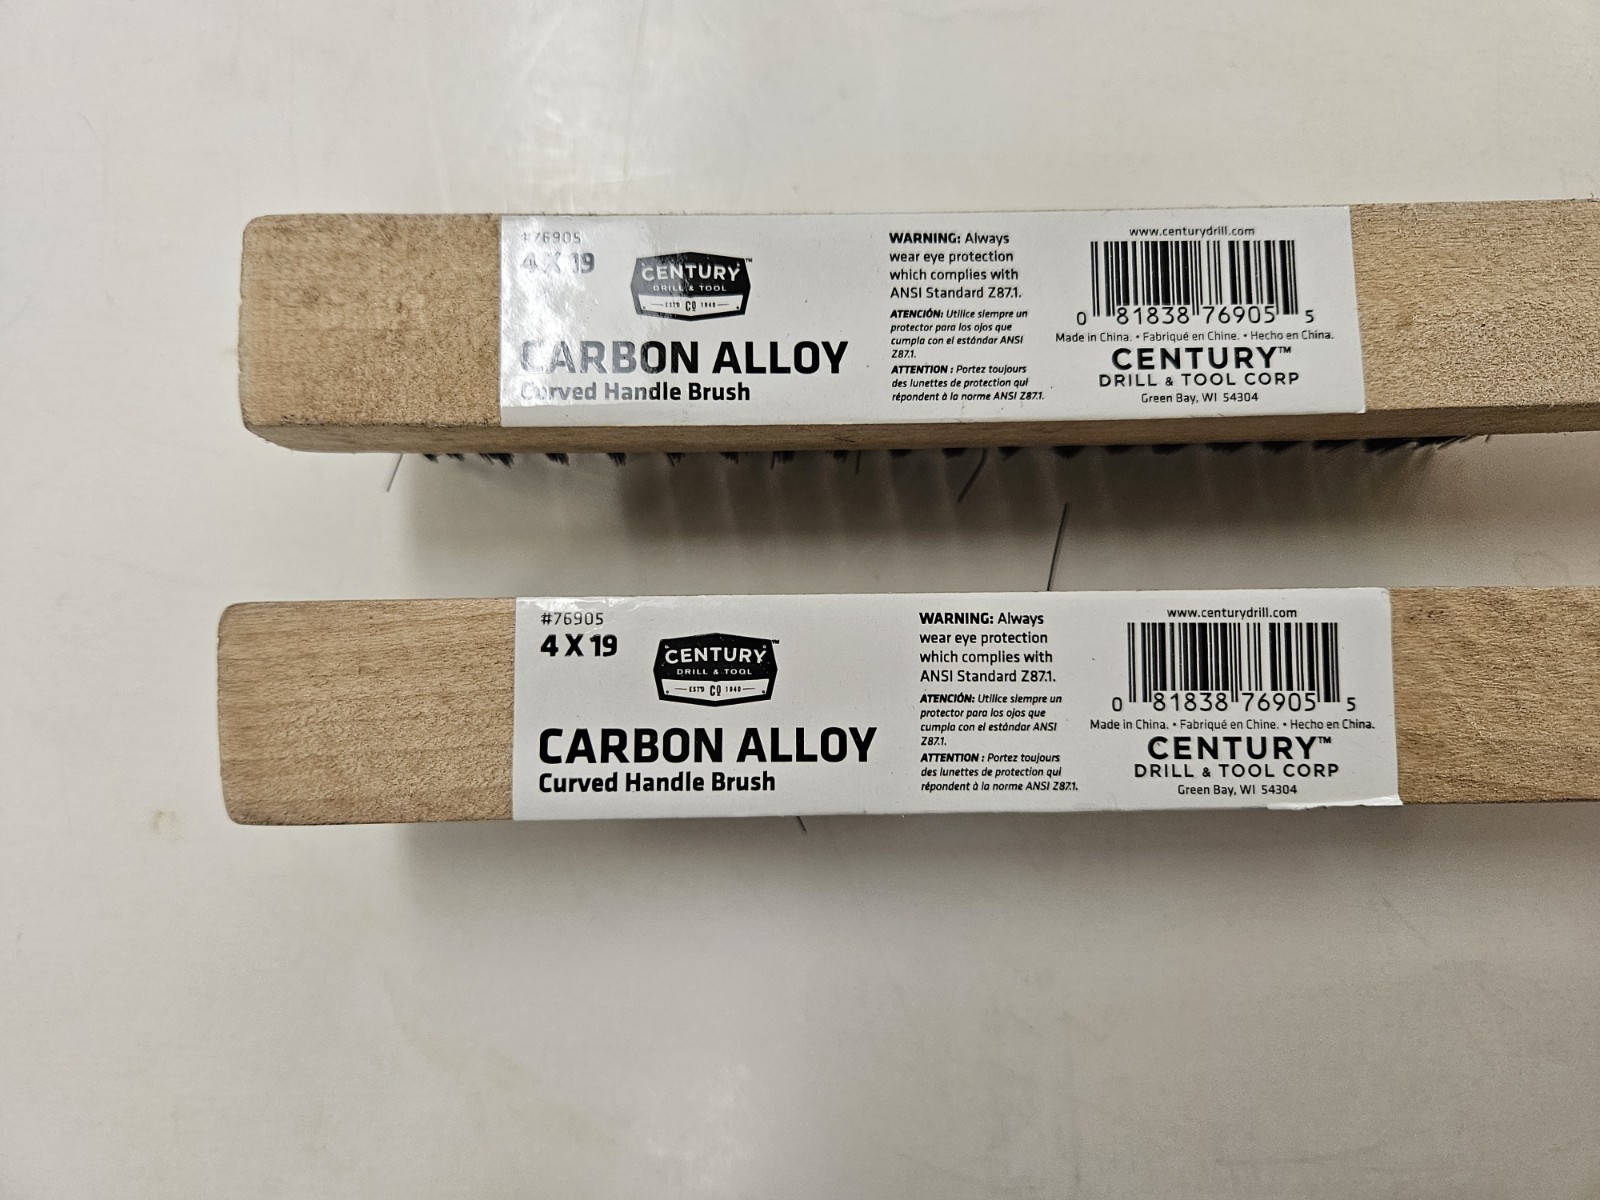 #76905
4 X 19
CENTURY™
DRILL & TOOL
ESTD CO 1940
CARBON ALLOY
Curved Handle Brush
WARNING: Always
wear eye protection
which complies with
ANSI Standard Z87.1.
ATENCIÓN: Utilice siempre un
protector para los ojos que
cumpla con el estándar ANSI
Z87.1.
ATTENTION : Portez toujours
des lunettes de protection qui
répondent à la norme ANSI Z87.1.
www.centurydrill.com
0 81838 76905 5
Made in China. • Fabriqué en Chine. • Hecho en China.
CENTURY™
DRILL & TOOL CORP
Green Bay, WI 54304
#76905
4 X 19
CENTURY™
DRILL & TOOL
ESTD CO 1940
CARBON ALLOY
Curved Handle Brush
WARNING: Always
wear eye protection
which complies with
ANSI Standard Z87.1.
ATENCIÓN: Utilice siempre un
protector para los ojos que
cumpla con el estándar ANSI
Z87.1.
ATTENTION : Portez toujours
des lunettes de protection qui
répondent à la norme ANSI Z87.1.
www.centurydrill.com
0 81838 76905 5
Made in China. • Fabriqué en Chine. • Hecho en China.
CENTURY™
DRILL & TOOL CORP
Green Bay, WI 54304